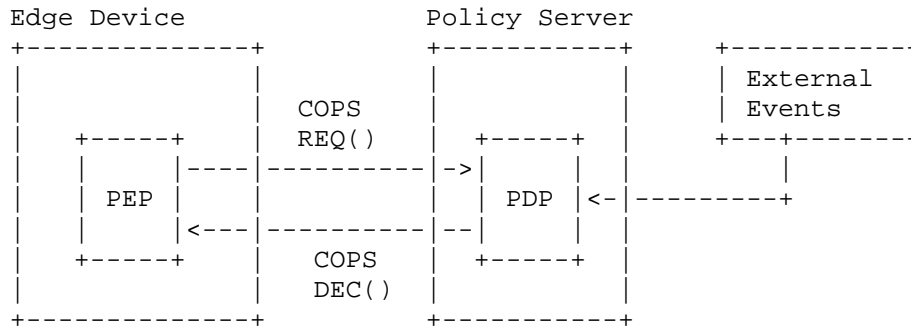 Edge Device Policy Server
External
COPS Events
REQ()
PEP PDP
COPS
DEC()